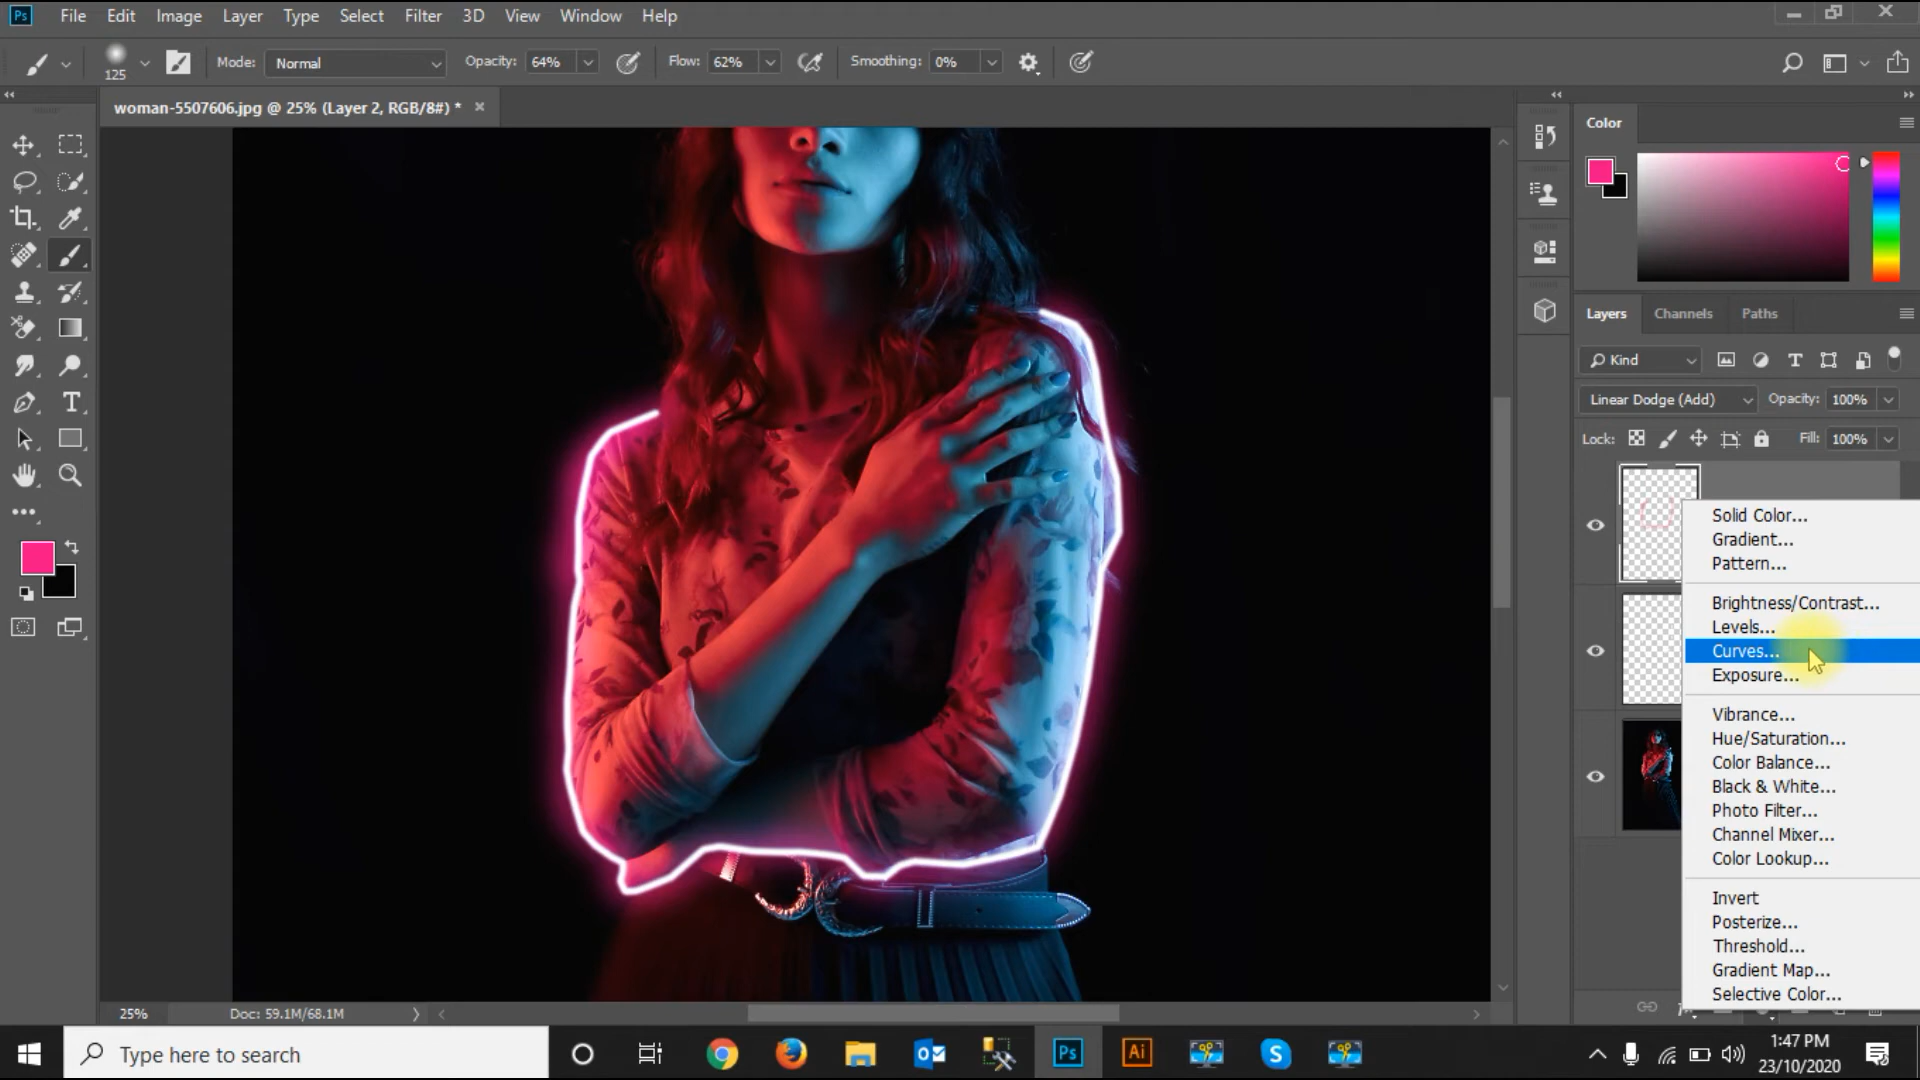 Ps File Edit Image Layer Type Select Filter 3D View Window Help
125 Mode: Normal Opacity: 64% Flow: 62% Smoothing: 0%
woman-5507606.jpg @ 25% (Layer 2, RGB/8#) * ×
Color
Layers Channels Paths
Kind
Linear Dodge (Add) Opacity: 100%
Lock: Fill: 100%
Solid Color...
Gradient...
Pattern...
Brightness/Contrast...
Levels...
Curves...
Exposure...
Vibrance...
Hue/Saturation...
Color Balance...
Black & White...
Photo Filter...
Channel Mixer...
Color Lookup...
Invert
Posterize...
Threshold...
Gradient Map...
Selective Color...
25% Doc: 59.1M/68.1M
Type here to search
Ps Ai S
1:47 PM
23/10/2020